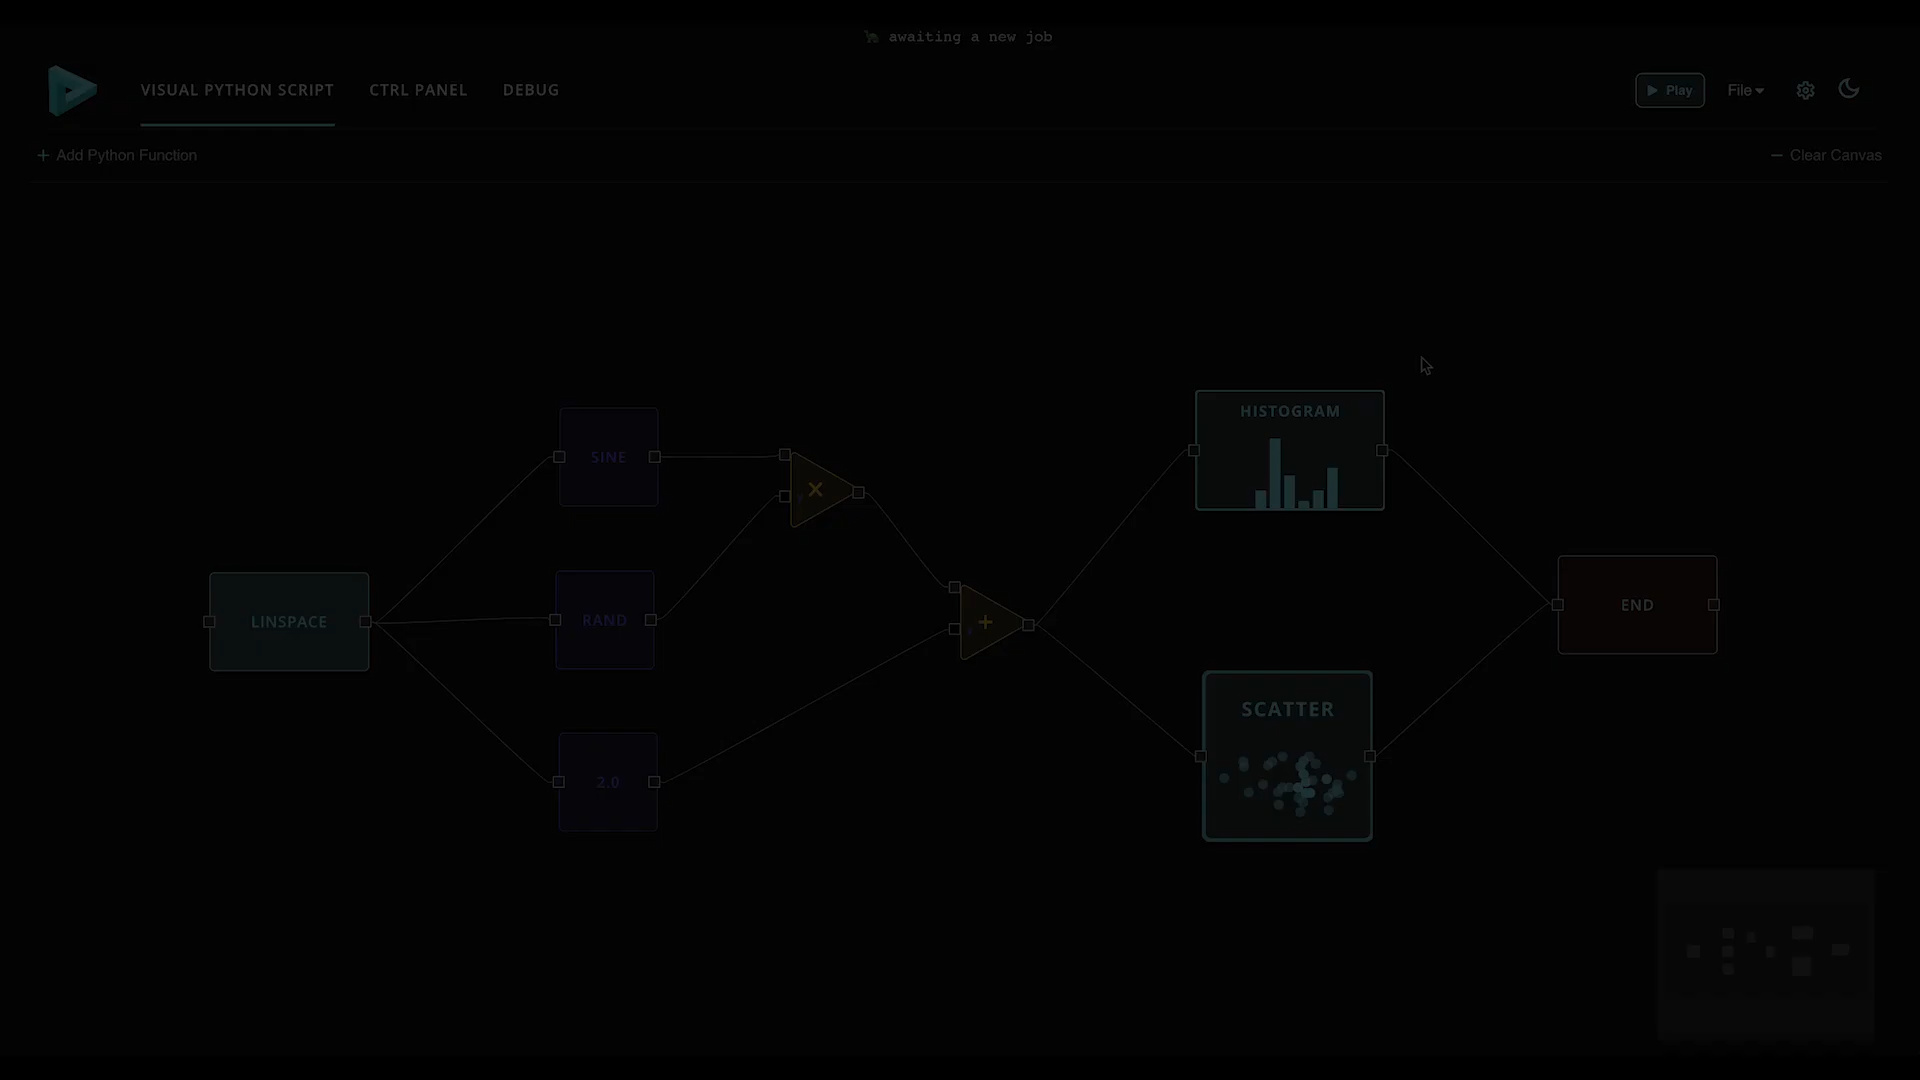 awaiting a new job
VISUAL PYTHON SCRIPT CTRL PANEL DEBUG Play File
+ Add Python Function — Clear Canvas
HISTOGRAM
SINE
×
LINSPACE
RAND
+
END
SCATTER
2.0